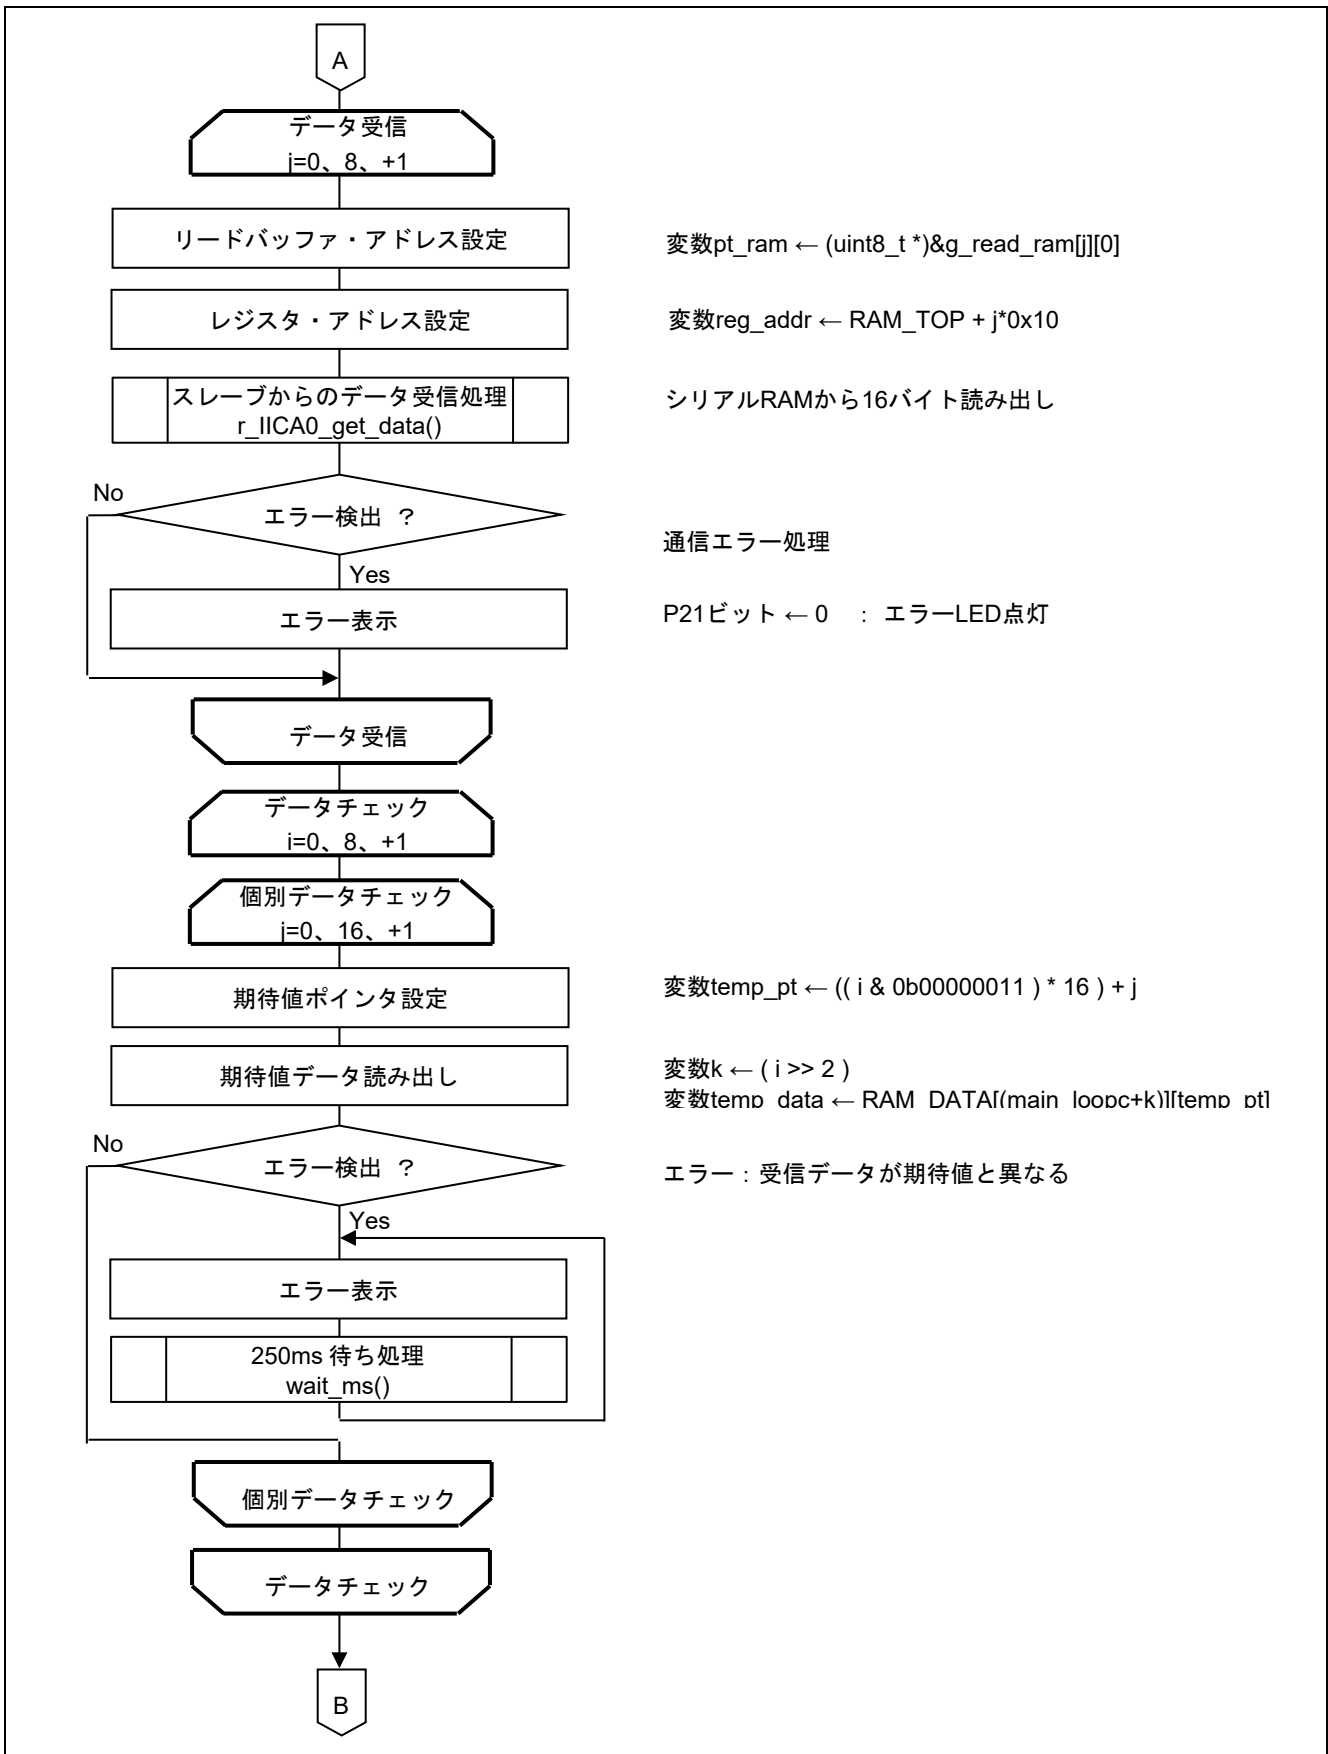 A
データ受信
j=0、8、+1
リードバッファ・アドレス設定
変数pt_ram ← (uint8_t *)&g_read_ram[j][0]
レジスタ・アドレス設定
変数reg_addr ← RAM_TOP + j*0x10
スレーブからのデータ受信処理
r_IICA0_get_data()
シリアルRAMから16バイト読み出し
No
エラー検出 ？
通信エラー処理
Yes
エラー表示
P21ビット ← 0 ： エラーLED点灯
データ受信
データチェック
i=0、8、+1
個別データチェック
j=0、16、+1
期待値ポインタ設定
変数temp_pt ← (( i & 0b00000011 ) * 16 ) + j
期待値データ読み出し
変数k ← ( i >> 2 )
変数temp_data ← RAM_DATA[(main_loopc+k)][temp_pt]
No
エラー検出 ？
エラー：受信データが期待値と異なる
Yes
エラー表示
250ms 待ち処理
wait_ms()
個別データチェック
データチェック
B